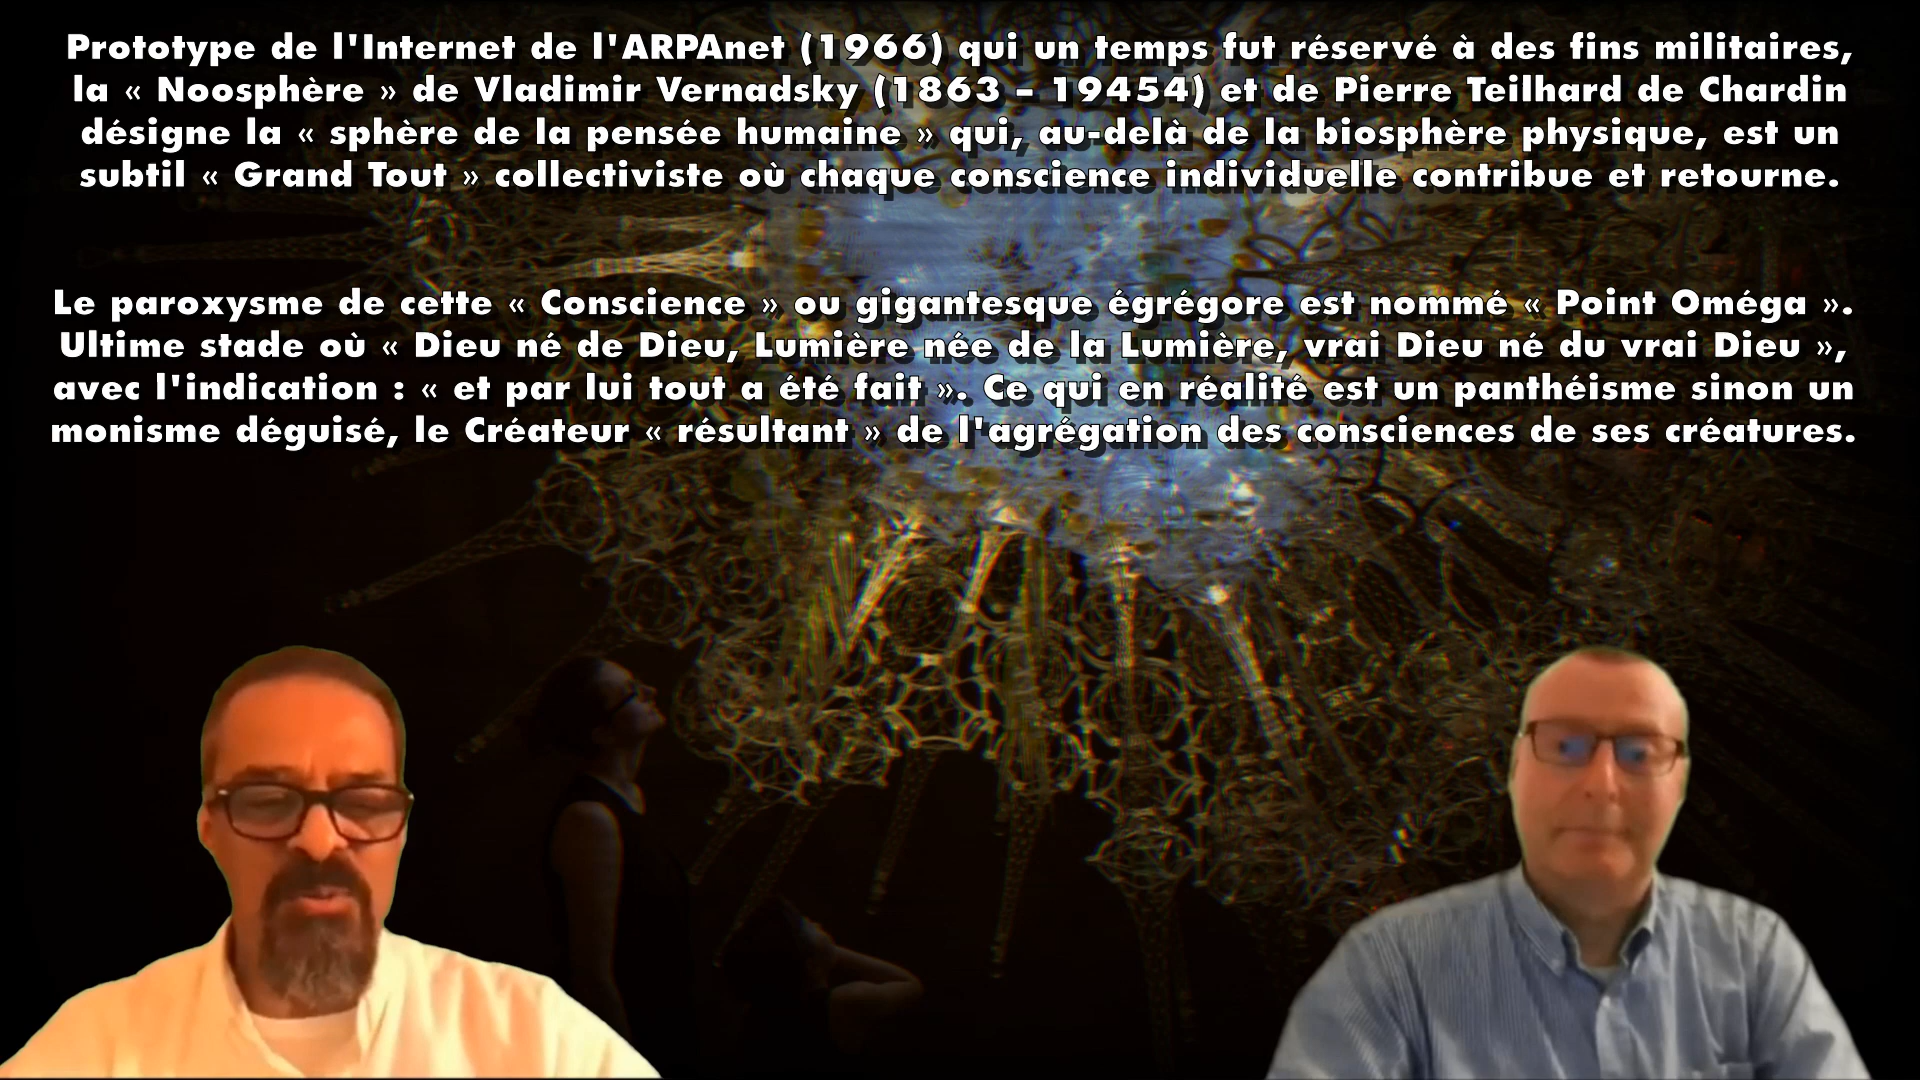 Prototype de l'Internet de l'ARPAnet (1966) qui un temps fut réservé à des fins militaires,
la « Noosphère » de Vladimir Vernadsky (1863 – 19454) et de Pierre Teilhard de Chardin
désigne la « sphère de la pensée humaine » qui, au-delà de la biosphère physique, est un
subtil « Grand Tout » collectiviste où chaque conscience individuelle contribue et retourne.
Le paroxysme de cette « Conscience » ou gigantesque égrégore est nommé « Point Oméga ».
Ultime stade où « Dieu né de Dieu, Lumière née de la Lumière, vrai Dieu né du vrai Dieu »,
avec l'indication : « et par lui tout a été fait ». Ce qui en réalité est un panthéisme sinon un
monisme déguisé, le Créateur « résultant » de l'agrégation des consciences de ses créatures.